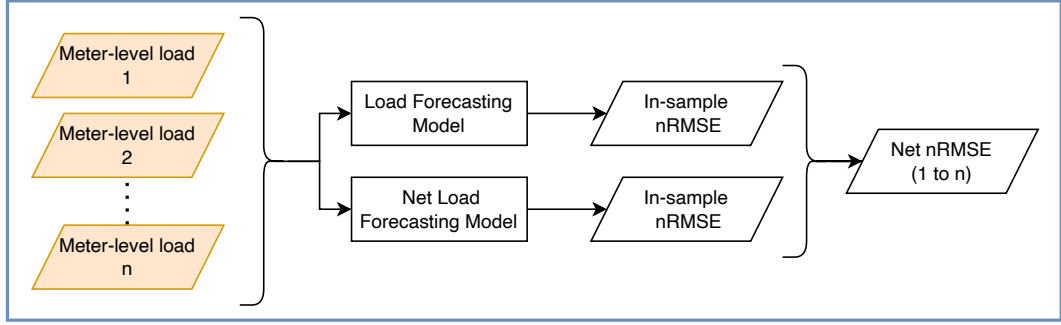 Meter-level load
1
Meter-level load
2
Meter-level load
n
Load Forecasting
Model
Net Load
Forecasting Model
In-sample
nRMSE
In-sample
nRMSE
Net nRMSE
(1 to n)